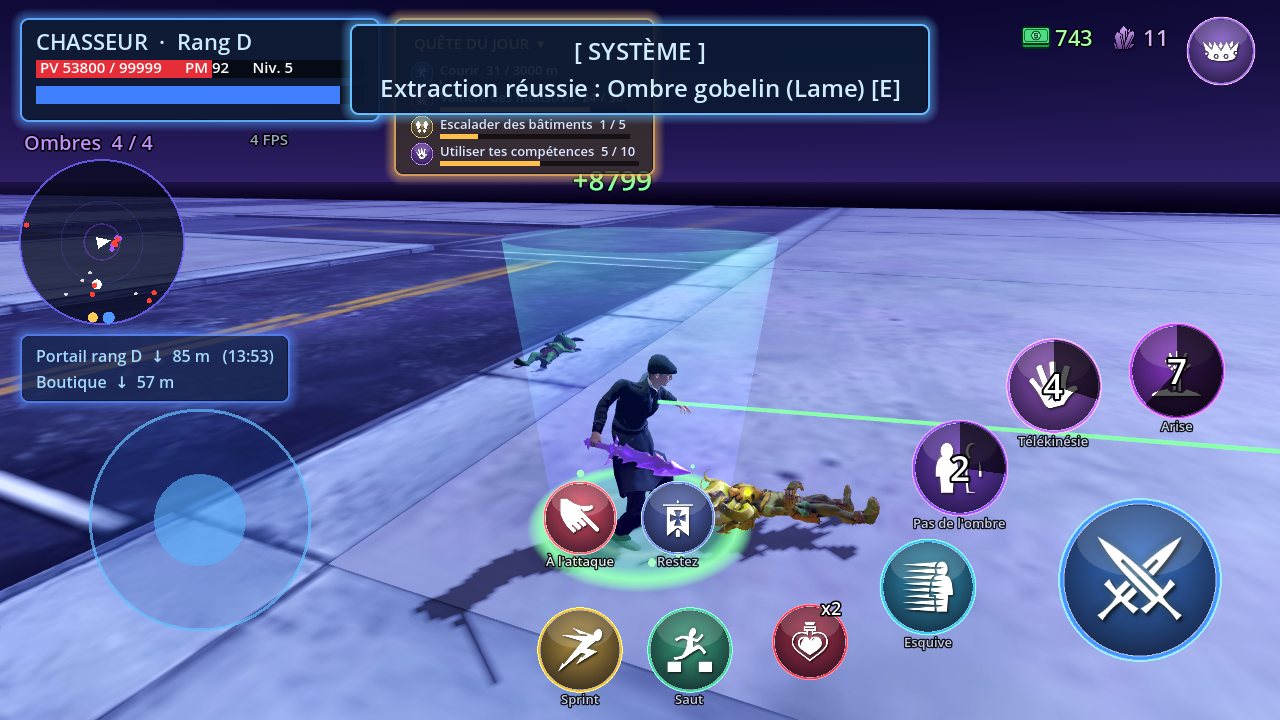 CHASSEUR · Rang D
PV 53800 / 99999 PM 92 Niv. 5
Ombres 4 / 4
4 FPS
QUÊTE DU JOUR ▼
Courir 31 / 3000 m
[ SYSTÈME ]
Extraction réussie : Ombre gobelin (Lame) [E]
Escalader des bâtiments 1 / 5
Utiliser tes compétences 5 / 10
+8799
743
11
Portail rang D ↓ 85 m (13:53)
Boutique ↓ 57 m
4
Télékinésie
7
Arise
2
Pas de l'ombre
À l'attaque
Restez
Esquive
x2
Sprint
Saut